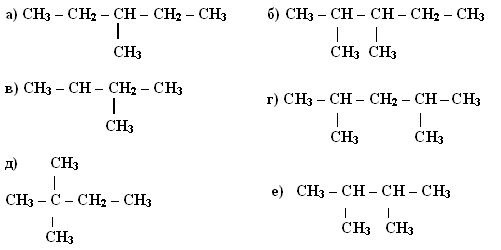 а) CH₃ – CH₂ – CH – CH₂ – CH₃
|
CH₃
б) CH₃ – CH – CH – CH₂ – CH₃
| |
CH₃ CH₃
в) CH₃ – CH – CH₂ – CH₃
|
CH₃
г) CH₃ – CH – CH₂ – CH – CH₃
| |
CH₃ CH₃
д) CH₃
|
CH₃ – C – CH₂ – CH₃
|
CH₃
е) CH₃ – CH – CH – CH₃
| |
CH₃ CH₃